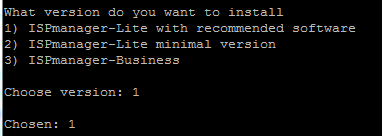 What version do you want to install
1) ISPmanager-Lite with recommended software
2) ISPmanager-Lite minimal version
3) ISPmanager-Business
Choose version: 1
Chosen: 1